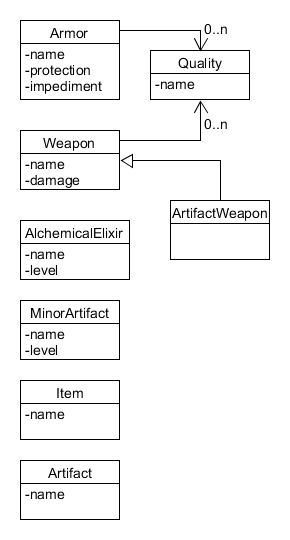 Armor
-name
-protection
-impediment
0..n
Quality
-name
0..n
Weapon
-name
-damage
ArtifactWeapon
AlchemicalElixir
-name
-level
MinorArtifact
-name
-level
Item
-name
Artifact
-name